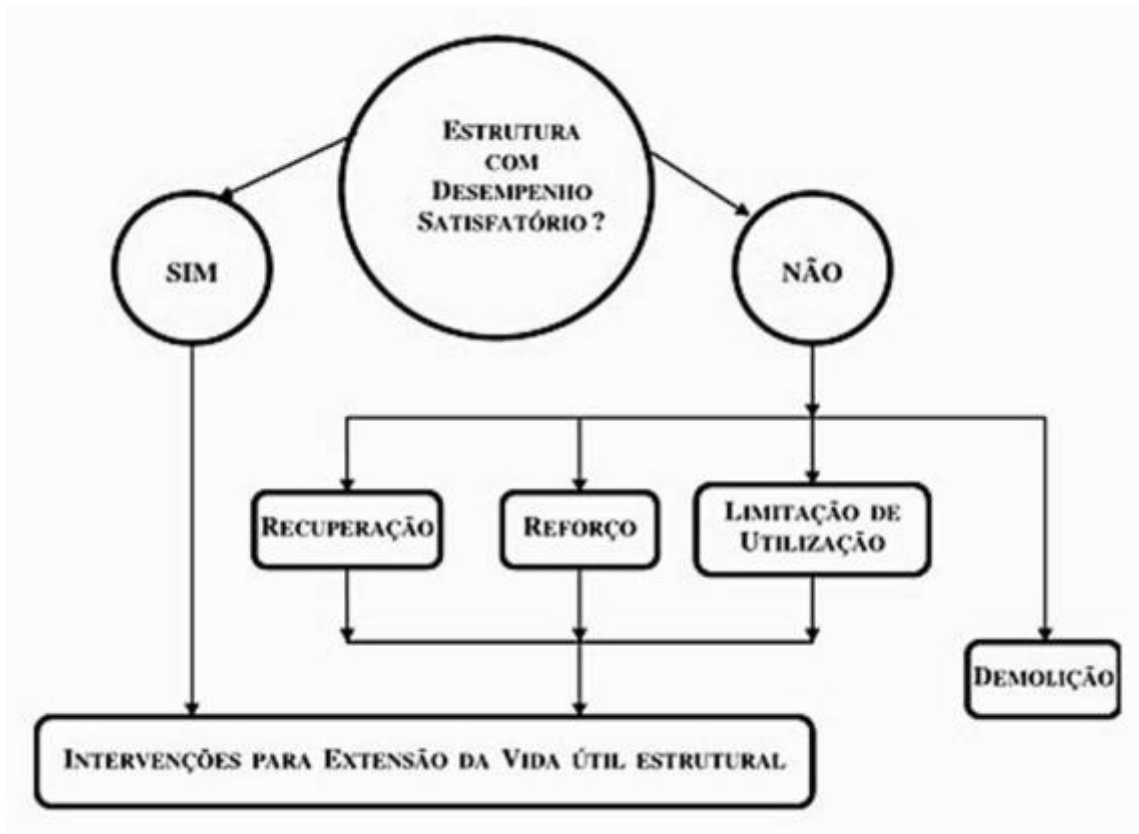 ESTRUTURA
COM
DESEMPENHO
SATISFATÓRIO ?
SIM
NÃO
RECUPERAÇÃO
REFORÇO
LIMITAÇÃO DE
UTILIZAÇÃO
DEMOLIÇÃO
INTERVENÇÕES PARA EXTENSÃO DA VIDA ÚTIL ESTRUTURAL